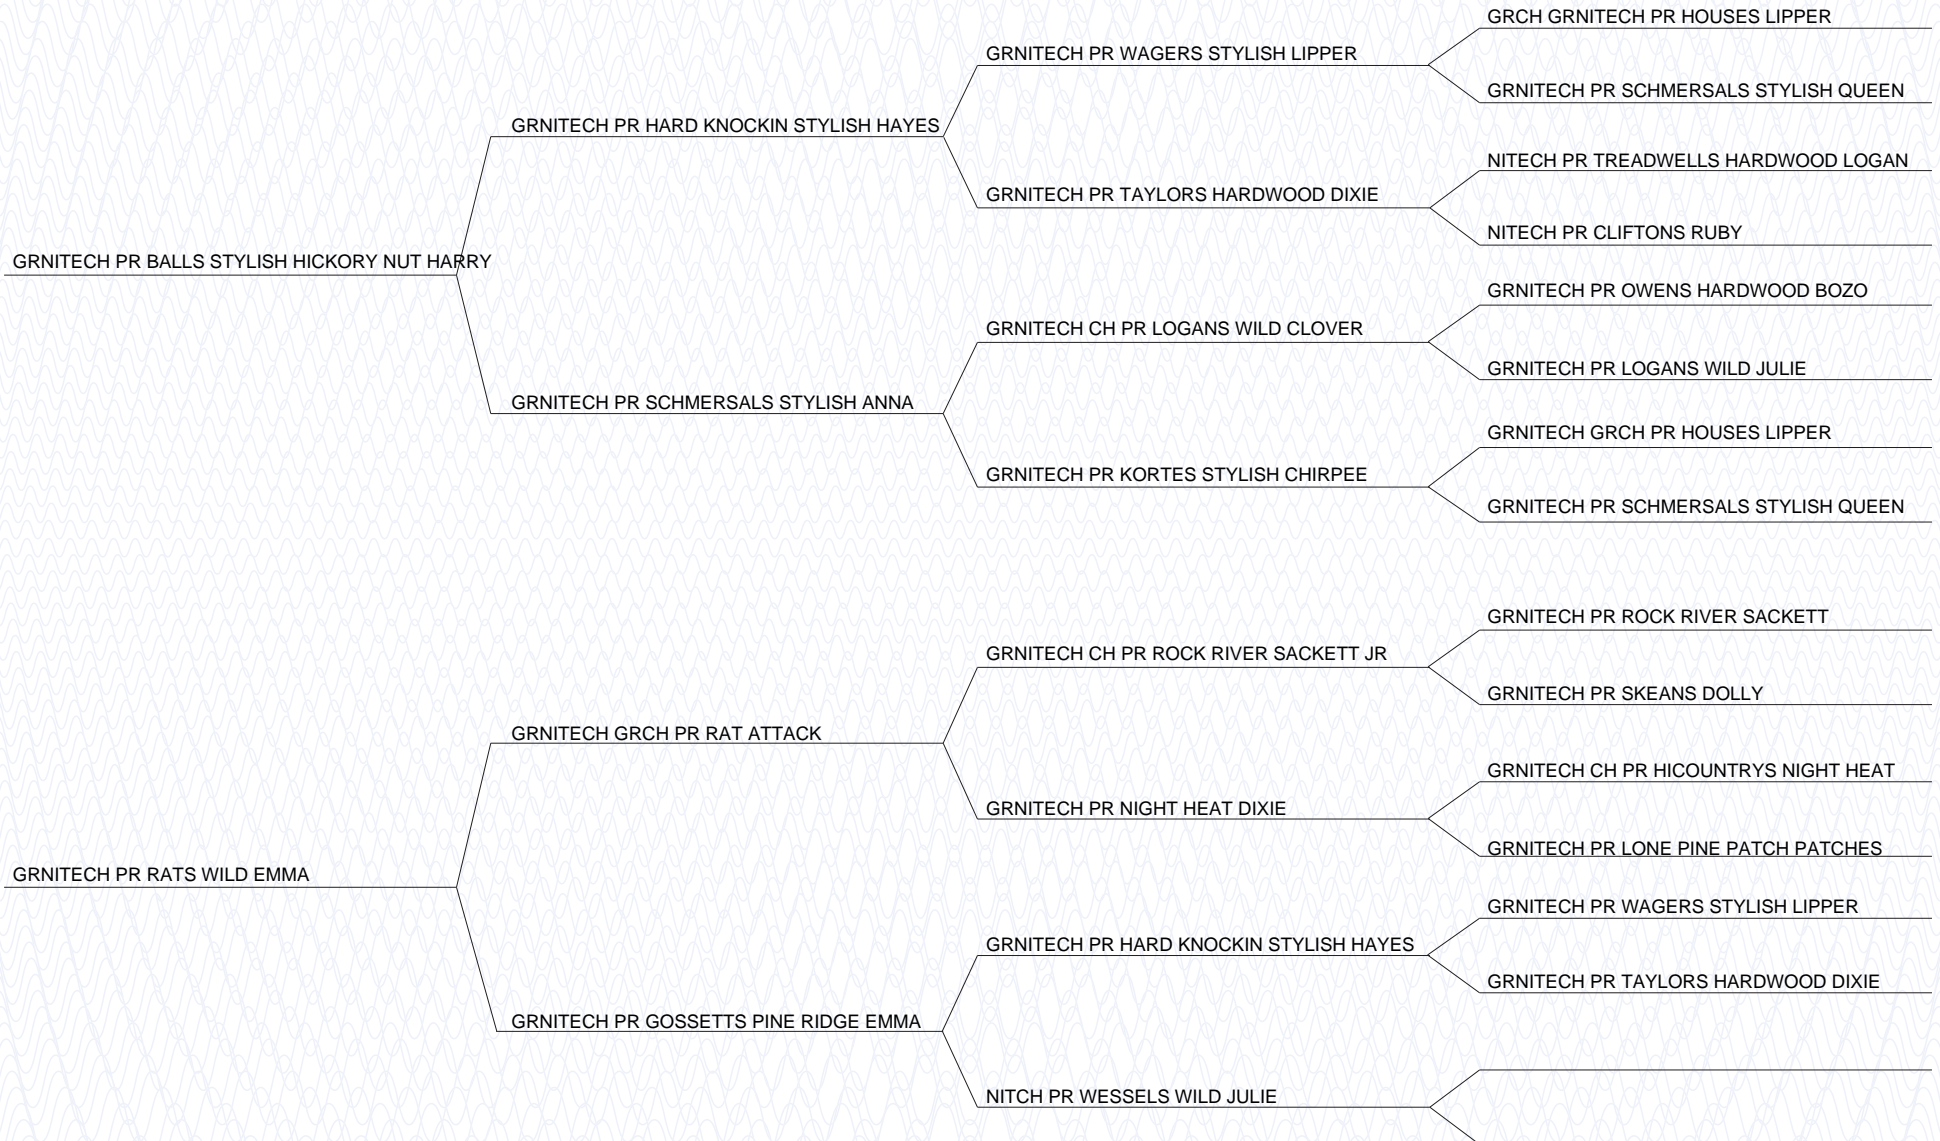 GRCH GRNITECH PR HOUSES LIPPER
GRNITECH PR WAGERS STYLISH LIPPER
GRNITECH PR SCHMERSALS STYLISH QUEEN
GRNITECH PR HARD KNOCKIN STYLISH HAYES
NITECH PR TREADWELLS HARDWOOD LOGAN
GRNITECH PR TAYLORS HARDWOOD DIXIE
NITECH PR CLIFTONS RUBY
GRNITECH PR BALLS STYLISH HICKORY NUT HARRY
GRNITECH PR OWENS HARDWOOD BOZO
GRNITECH CH PR LOGANS WILD CLOVER
GRNITECH PR LOGANS WILD JULIE
GRNITECH PR SCHMERSALS STYLISH ANNA
GRNITECH GRCH PR HOUSES LIPPER
GRNITECH PR KORTES STYLISH CHIRPEE
GRNITECH PR SCHMERSALS STYLISH QUEEN
GRNITECH PR ROCK RIVER SACKETT
GRNITECH CH PR ROCK RIVER SACKETT JR
GRNITECH PR SKEANS DOLLY
GRNITECH GRCH PR RAT ATTACK
GRNITECH CH PR HICOUNTRYS NIGHT HEAT
GRNITECH PR NIGHT HEAT DIXIE
GRNITECH PR LONE PINE PATCH PATCHES
GRNITECH PR RATS WILD EMMA
GRNITECH PR WAGERS STYLISH LIPPER
GRNITECH PR HARD KNOCKIN STYLISH HAYES
GRNITECH PR TAYLORS HARDWOOD DIXIE
GRNITECH PR GOSSETTS PINE RIDGE EMMA
NITCH PR WESSELS WILD JULIE